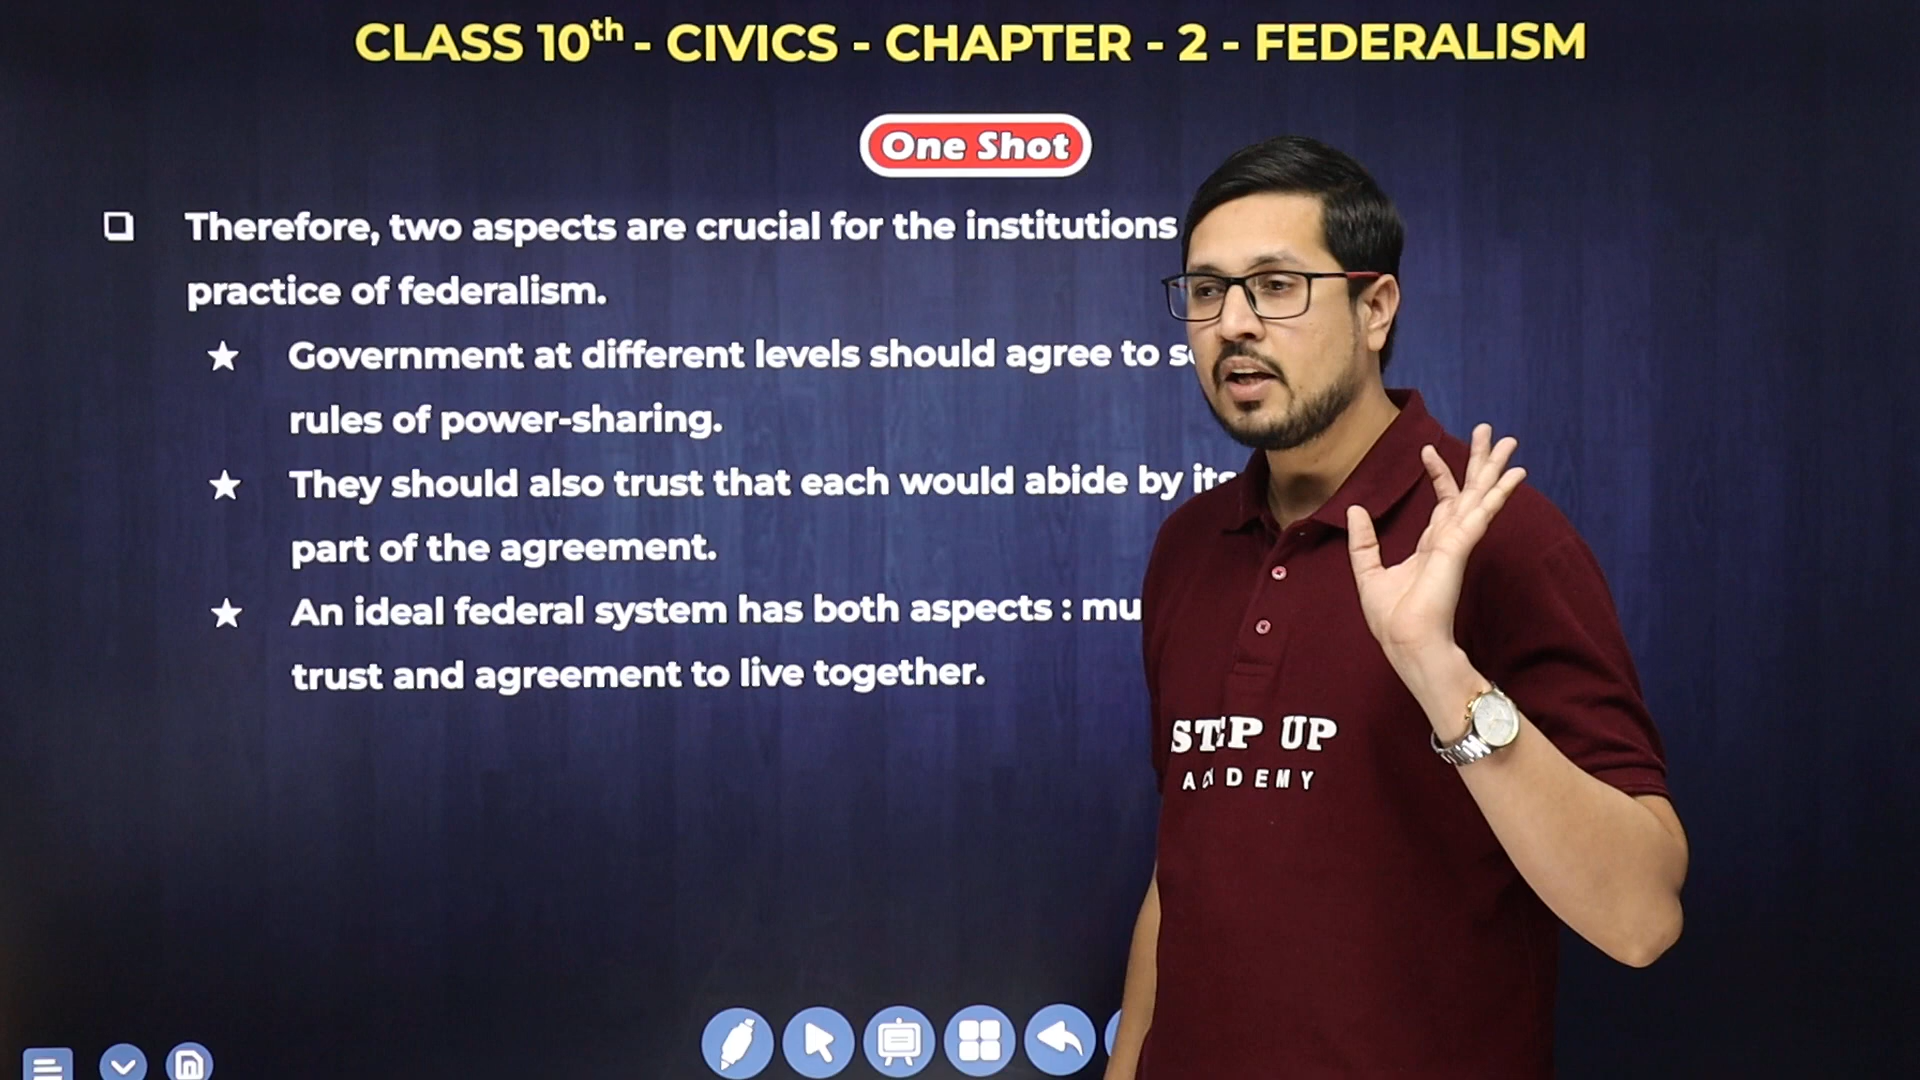 CLASS 10th - CIVICS - CHAPTER - 2 - FEDERALISM
One Shot
Therefore, two aspects are crucial for the institutions
practice of federalism.
Government at different levels should agree to
rules of power-sharing.
They should also trust that each would abide by its
part of the agreement.
An ideal federal system has both aspects :
trust and agreement to live together.
STEP UP
ACADEMY